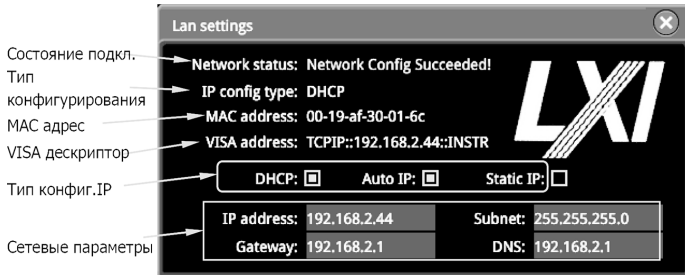 Lan settings
Состояние подкл.
Network status: Network Config Succeeded!
Тип
конфигурирования
IP config type: DHCP
MAC адрес
MAC address: 00-19-af-30-01-6c
VISA дескриптор
VISA address: TCPIP::192.168.2.44::INSTR
LXI
Тип конфиг.IP
DHCP: Auto IP: Static IP:
Сетевые параметры
IP address: 192.168.2.44 Subnet: 255.255.255.0
Gateway: 192.168.2.1 DNS: 192.168.2.1